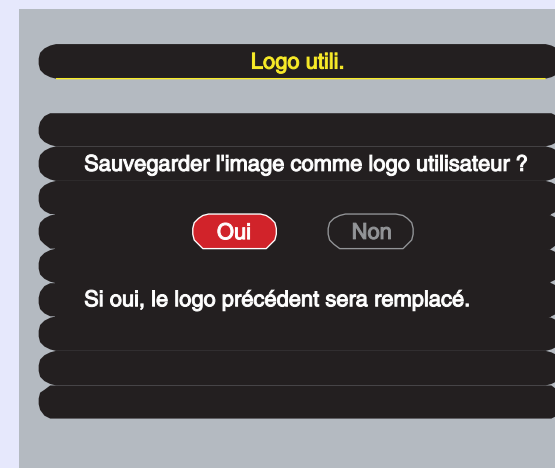 Logo utili.
Sauvegarder l'image comme logo utilisateur ?
Oui Non
Si oui, le logo précédent sera remplacé.